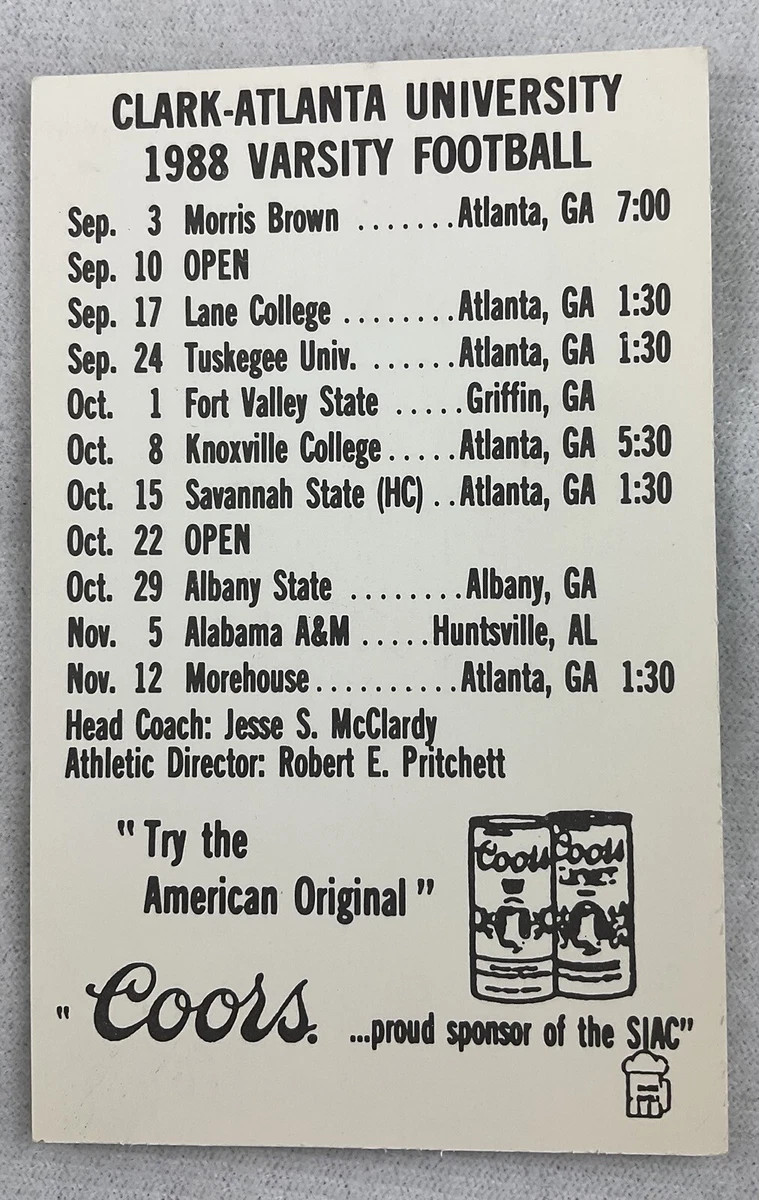 CLARK-ATLANTA UNIVERSITY
1988 VARSITY FOOTBALL
Sep. 3 Morris Brown .......Atlanta, GA 7:00
Sep. 10 OPEN
Sep. 17 Lane College ........Atlanta, GA 1:30
Sep. 24 Tuskegee Univ. ......Atlanta, GA 1:30
Oct. 1 Fort Valley State .....Griffin, GA
Oct. 8 Knoxville College.....Atlanta, GA 5:30
Oct. 15 Savannah State (HC) ..Atlanta, GA 1:30
Oct. 22 OPEN
Oct. 29 Albany State ........Albany, GA
Nov. 5 Alabama A&M .....Huntsville, AL
Nov. 12 Morehouse..........Atlanta, GA 1:30
Head Coach: Jesse S. McClardy
Athletic Director: Robert E. Pritchett
"Try the
American Original"
Coors Coors
"Coors. ...proud sponsor of the SIAC"